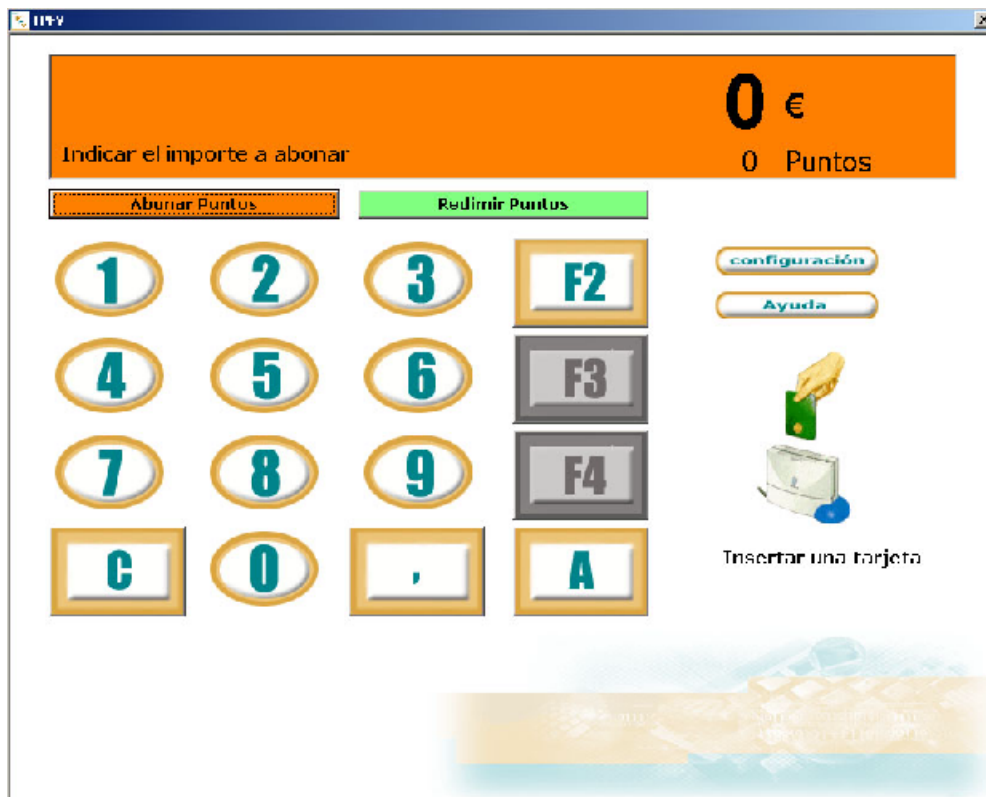 TPFV
0 €
Indicar el importe a abonar
0 Puntos
Abonar Puntos
Redimir Puntos
1 2 3 F2
configuración
Ayuda
4 5 6 F3
7 8 9 F4
C 0 , A
Insertar una tarjeta